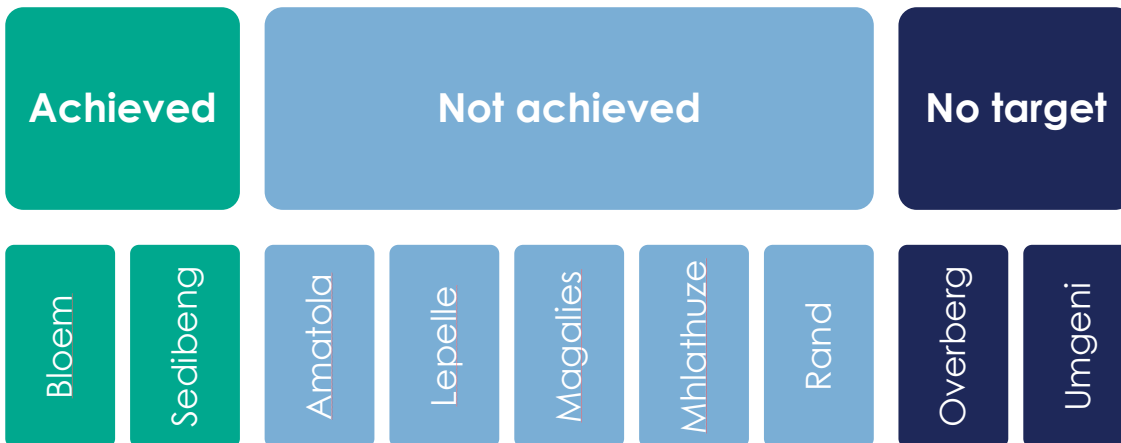 Achieved
Not achieved
No target
Bloem
Sedibeng
Amatola
Lepelle
Magalies
Mhlathuze
Rand
Overberg
Umgeni